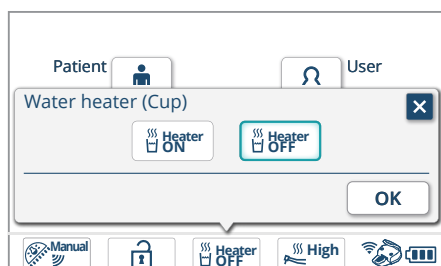 Patient
User
Water heater (Cup)
Heater ON
Heater OFF
OK
Manual
Heater OFF
High